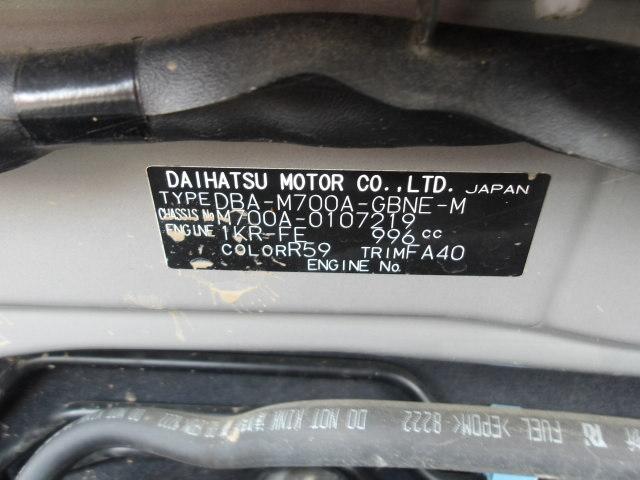 DAIHATSU MOTOR CO.,LTD. JAPAN
TYPE DBA-M700A-GBNE-M
CHASSIS No M700A-0107219
ENGINE 1KR-FE 996 cc
COLOR R59 TRIM FA40
ENGINE No.
DO NOT KINK FUEL >EPDM< 8222